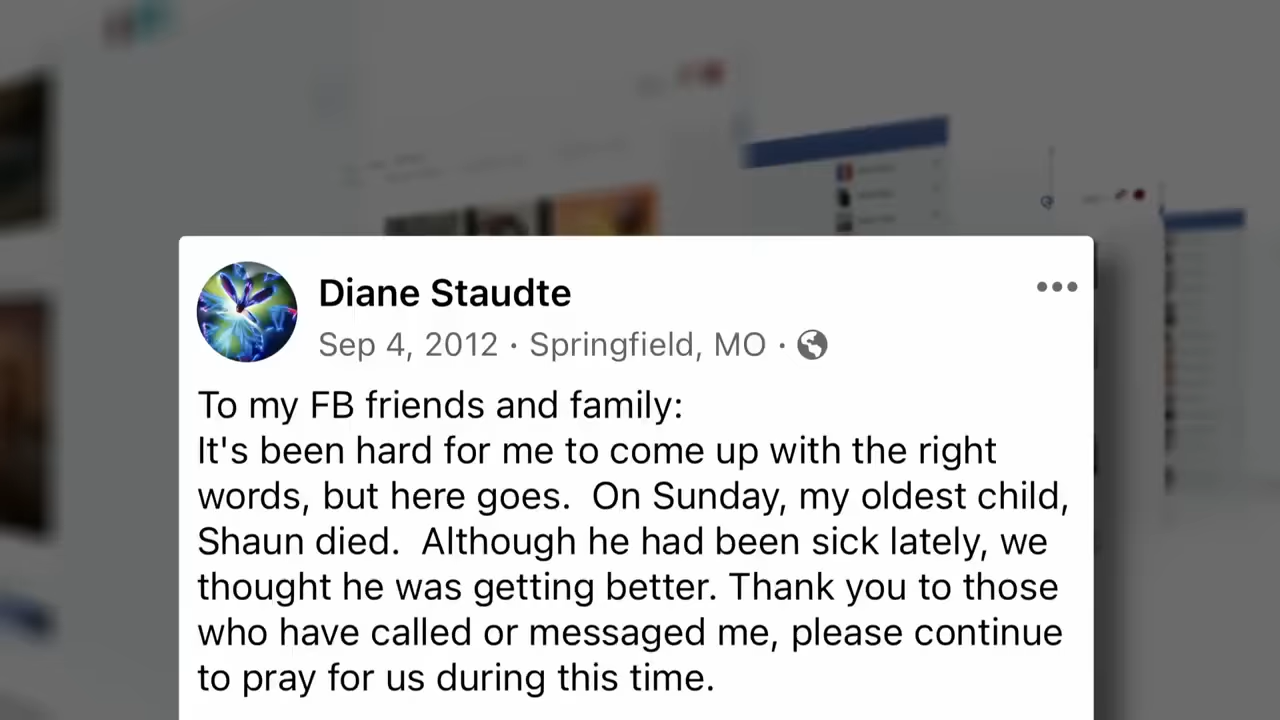 Diane Staudte
Sep 4, 2012 · Springfield, MO ·
To my FB friends and family:
It's been hard for me to come up with the right
words, but here goes.  On Sunday, my oldest child,
Shaun died.  Although he had been sick lately, we
thought he was getting better. Thank you to those
who have called or messaged me, please continue
to pray for us during this time.